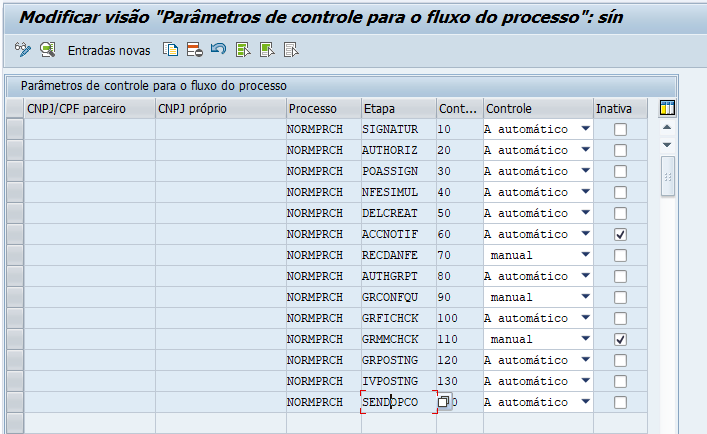 Modificar visão "Parâmetros de controle para o fluxo do processo": sín
Entradas novas
Parâmetros de controle para o fluxo do processo
CNPJ/CPF parceiro CNPJ próprio Processo Etapa Cont... Controle Inativa
NORMPRCH SIGNATUR 10 A automático
NORMPRCH AUTHORIZ 20 A automático
NORMPRCH POASSIGN 30 A automático
NORMPRCH NFESIMUL 40 A automático
NORMPRCH DELCREAT 50 A automático
NORMPRCH ACCNOTIF 60 A automático
NORMPRCH RECDANFE 70 manual
NORMPRCH AUTHGRPT 80 A automático
NORMPRCH GRCONFQU 90 manual
NORMPRCH GRFICHCK 100 A automático
NORMPRCH GRMMCHCK 110 manual
NORMPRCH GRPOSTNG 120 A automático
NORMPRCH IVPOSTNG 130 A automático
NORMPRCH SENDOPCO 0 A automático